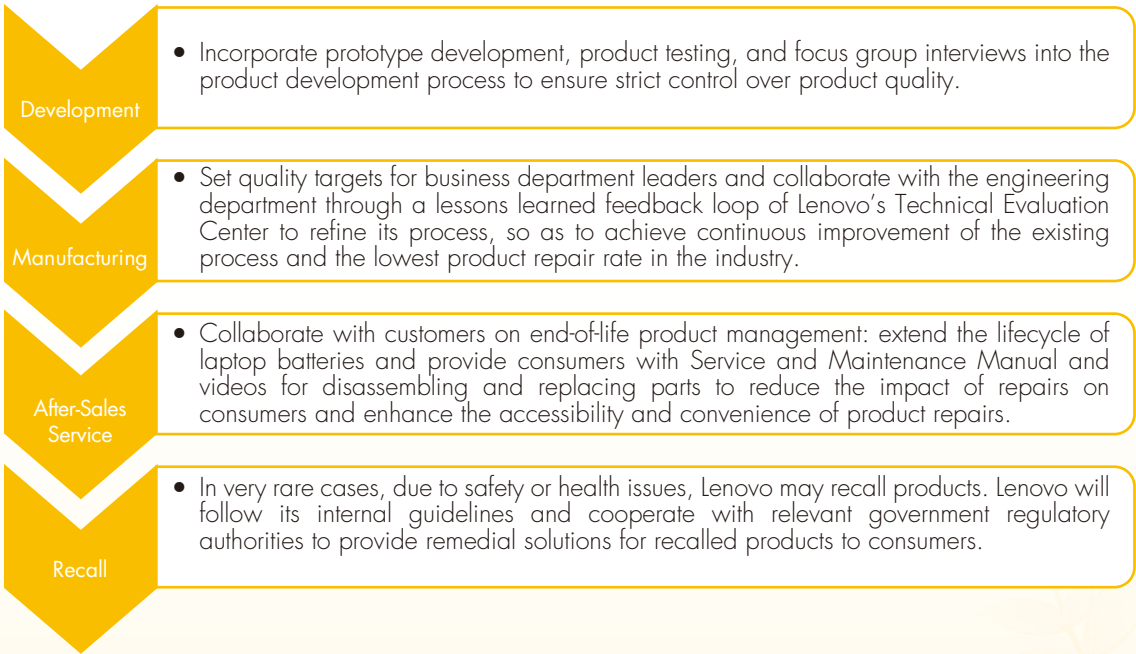 Development
• Incorporate prototype development, product testing, and focus group interviews into the
product development process to ensure strict control over product quality.
Manufacturing
• Set quality targets for business department leaders and collaborate with the engineering
department through a lessons learned feedback loop of Lenovo's Technical Evaluation
Center to refine its process, so as to achieve continuous improvement of the existing
process and the lowest product repair rate in the industry.
After-Sales
Service
• Collaborate with customers on end-of-life product management: extend the lifecycle of
laptop batteries and provide consumers with Service and Maintenance Manual and
videos for disassembling and replacing parts to reduce the impact of repairs on
consumers and enhance the accessibility and convenience of product repairs.
Recall
• In very rare cases, due to safety or health issues, Lenovo may recall products. Lenovo will
follow its internal guidelines and cooperate with relevant government regulatory
authorities to provide remedial solutions for recalled products to consumers.